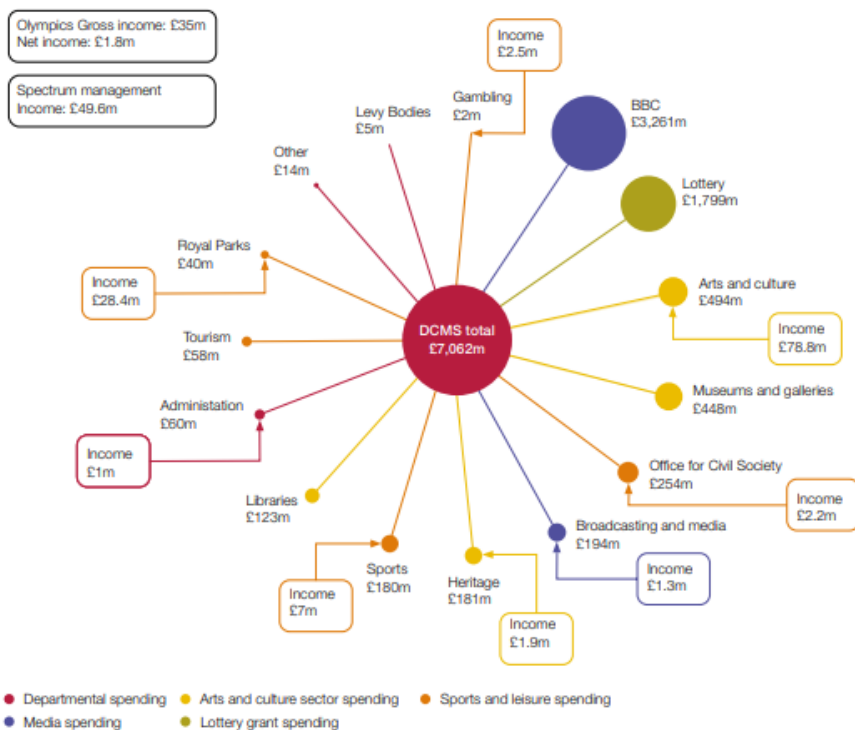 Olympics Gross income: £35m
Net income: £1.8m
Spectrum management
Income: £49.6m
Income
£2.5m
Gambling
£2m
Levy Bodies
£5m
Other
£14m
BBC
£3,261m
Lottery
£1,799m
Royal Parks
£40m
Income
£28.4m
Arts and culture
£494m
Income
£78.8m
DCMS total
£7,062m
Tourism
£58m
Museums and galleries
£448m
Administation
£60m
Income
£1m
Office for Civil Society
£254m
Income
£2.2m
Libraries
£123m
Broadcasting and media
£194m
Income
£1.3m
Sports
£180m
Income
£7m
Heritage
£181m
Income
£1.9m
Departmental spending
Arts and culture sector spending
Sports and leisure spending
Media spending
Lottery grant spending